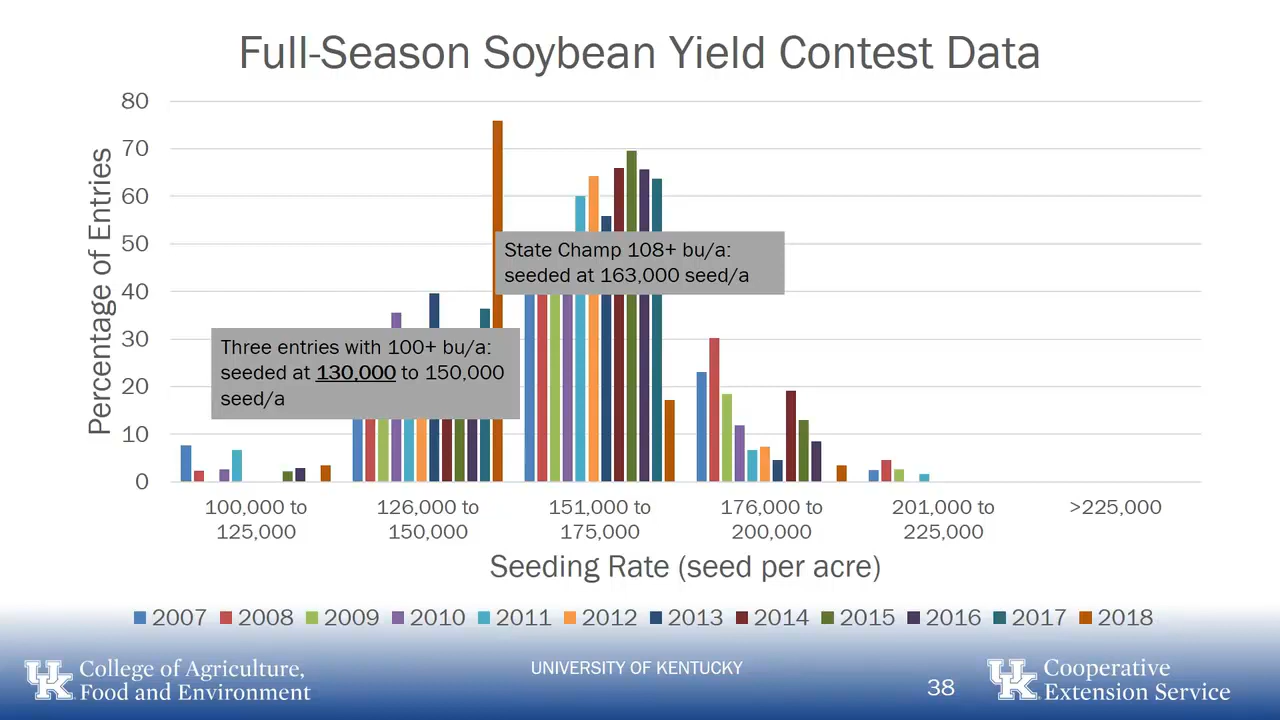 Full-Season Soybean Yield Contest Data
Percentage of Entries
80
70
60
50
40
30
20
10
0
State Champ 108+ bu/a:
seeded at 163,000 seed/a
Three entries with 100+ bu/a:
seeded at 130,000 to 150,000
seed/a
100,000 to
125,000
126,000 to
150,000
151,000 to
175,000
176,000 to
200,000
201,000 to
225,000
>225,000
Seeding Rate (seed per acre)
2007 2008 2009 2010 2011 2012 2013 2014 2015 2016 2017 2018
UK College of Agriculture,
Food and Environment
UNIVERSITY OF KENTUCKY
38
UK Cooperative
Extension Service